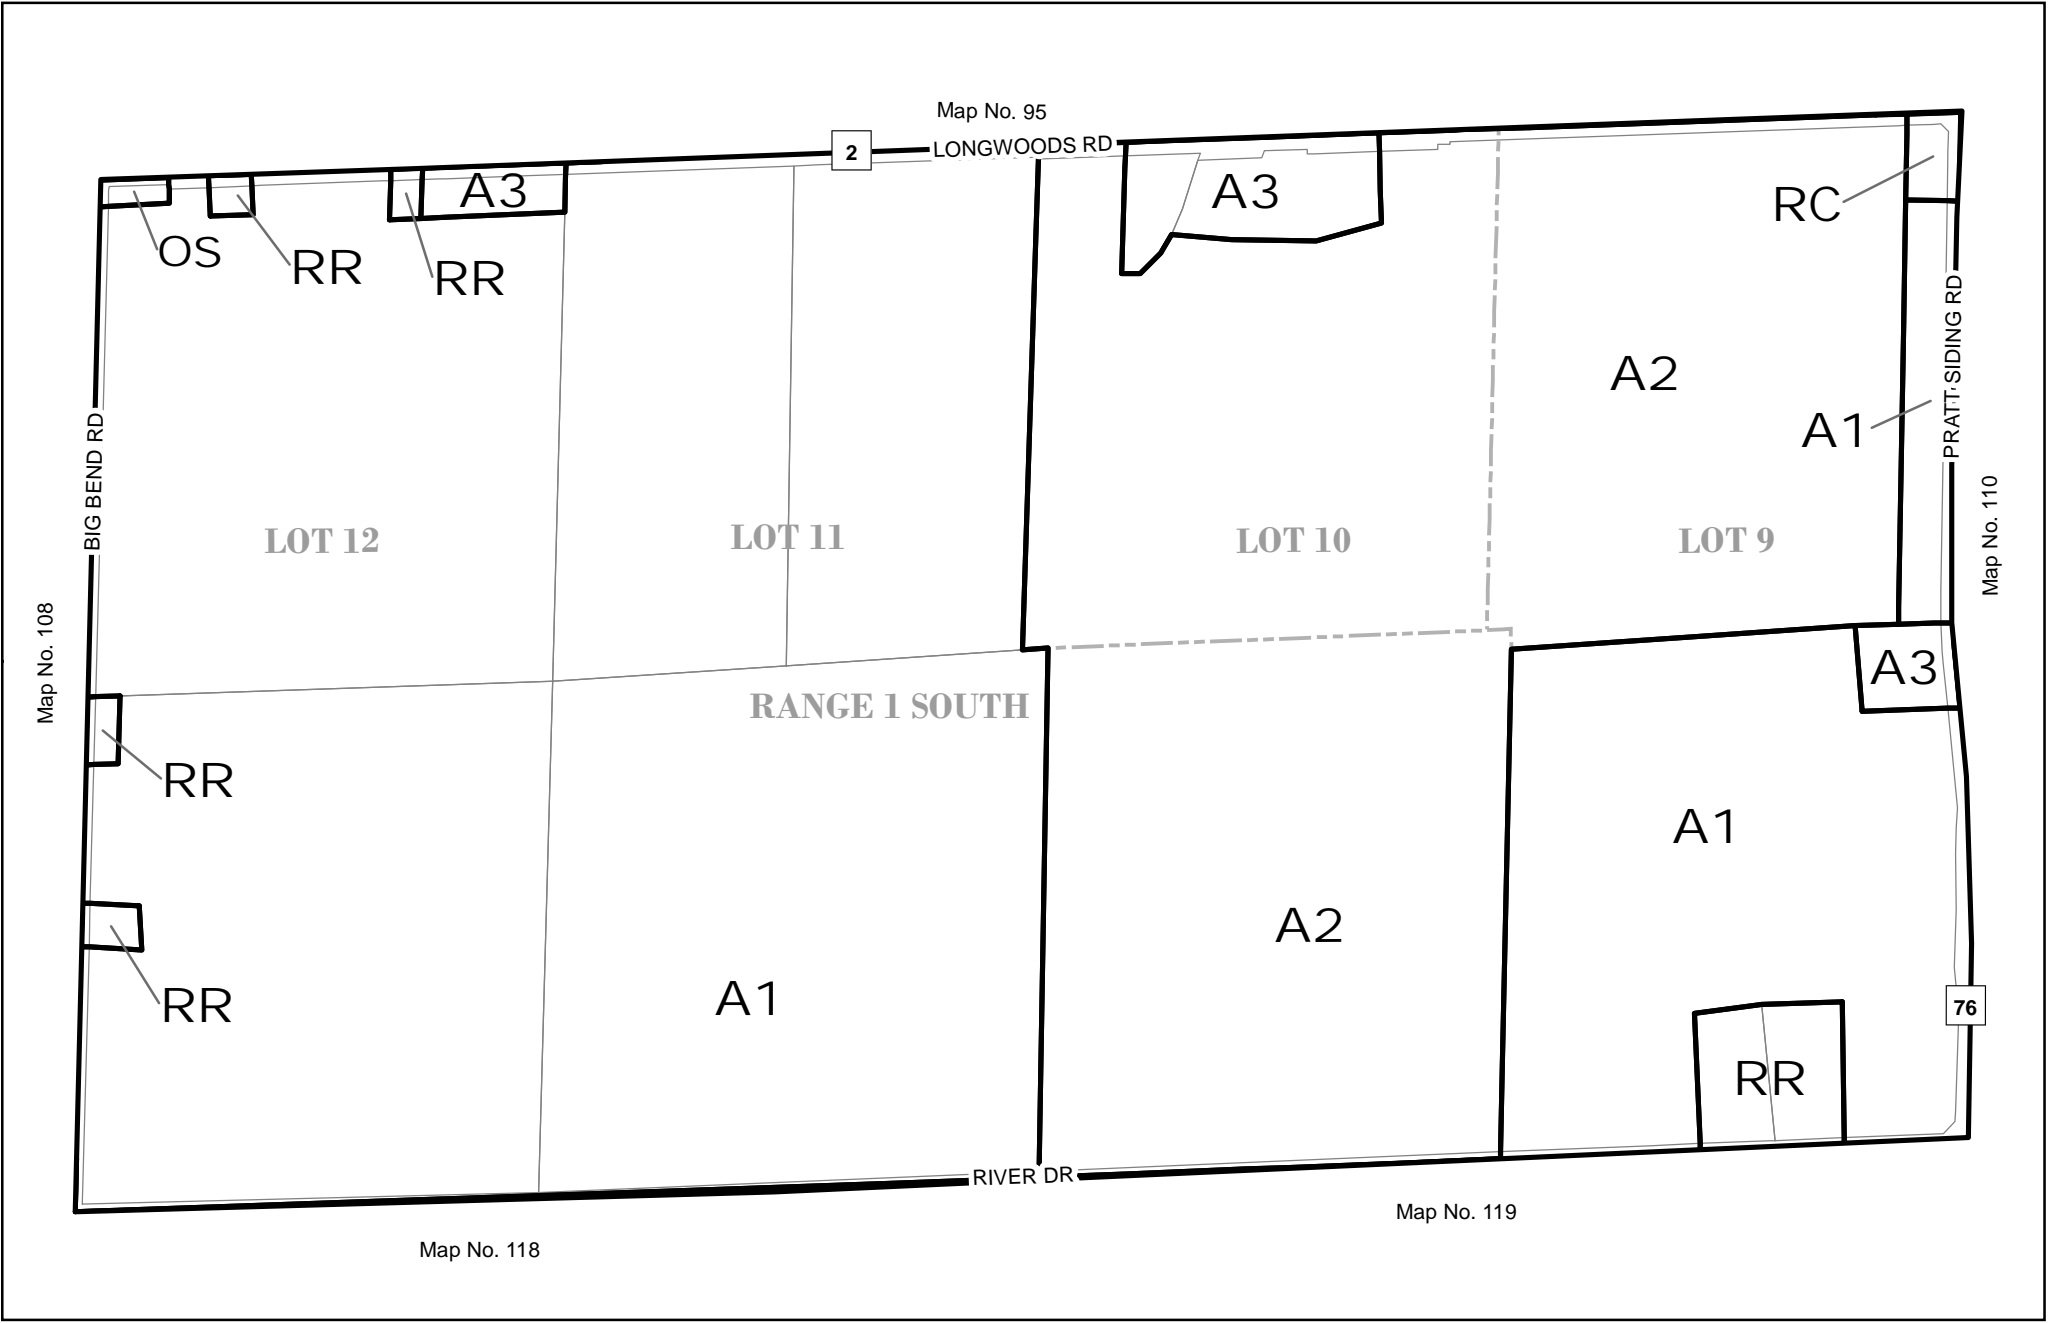 Map No. 95
2
LONGWOODS RD
A3
A3
RC
OS
RR
RR
PRATT SIDING RD
A2
A1
BIG BEND RD
LOT 12
LOT 11
LOT 10
LOT 9
Map No. 110
Map No. 108
A3
RANGE 1 SOUTH
RR
A1
A2
RR
A1
76
RR
RIVER DR
Map No. 119
Map No. 118